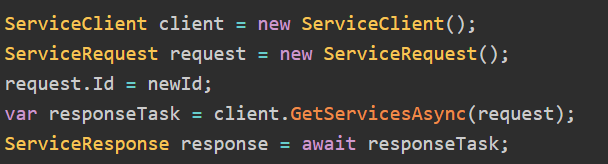 ServiceClient client = new ServiceClient();
ServiceRequest request = new ServiceRequest();
request.Id = newId;
var responseTask = client.GetServicesAsync(request);
ServiceResponse response = await responseTask;